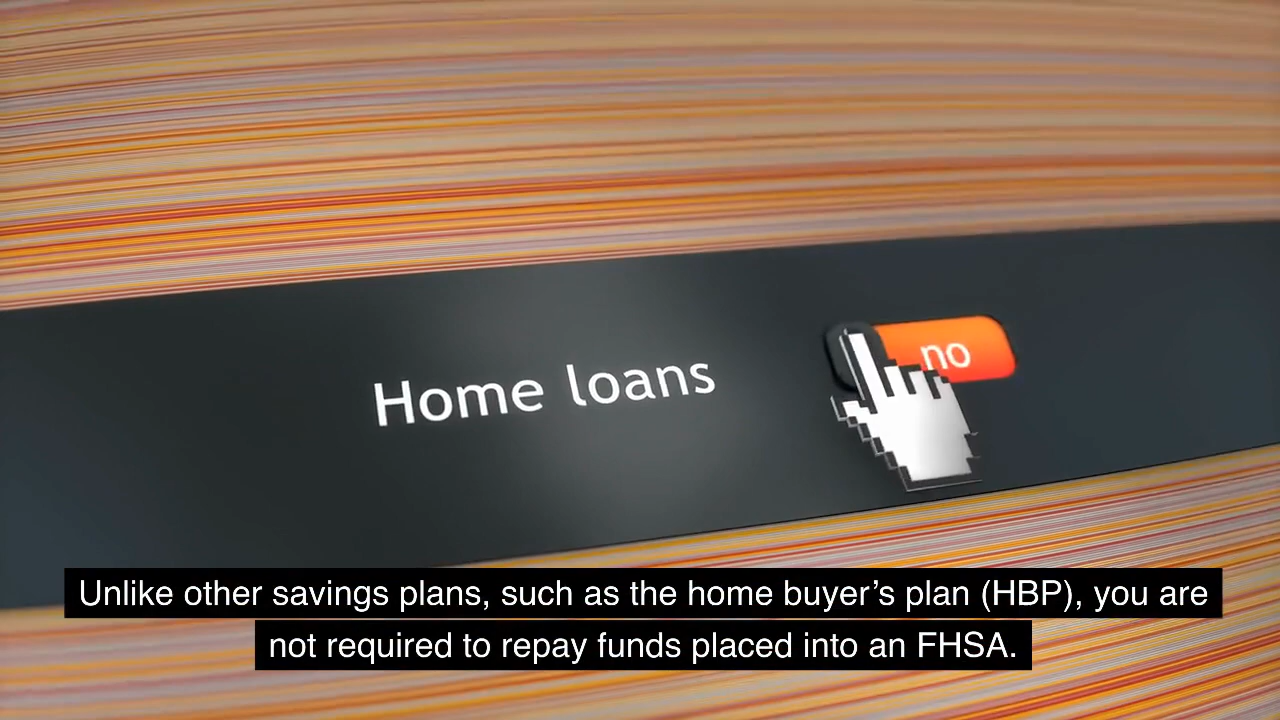 Home loans
no
Unlike other savings plans, such as the home buyer’s plan (HBP), you are
not required to repay funds placed into an FHSA.